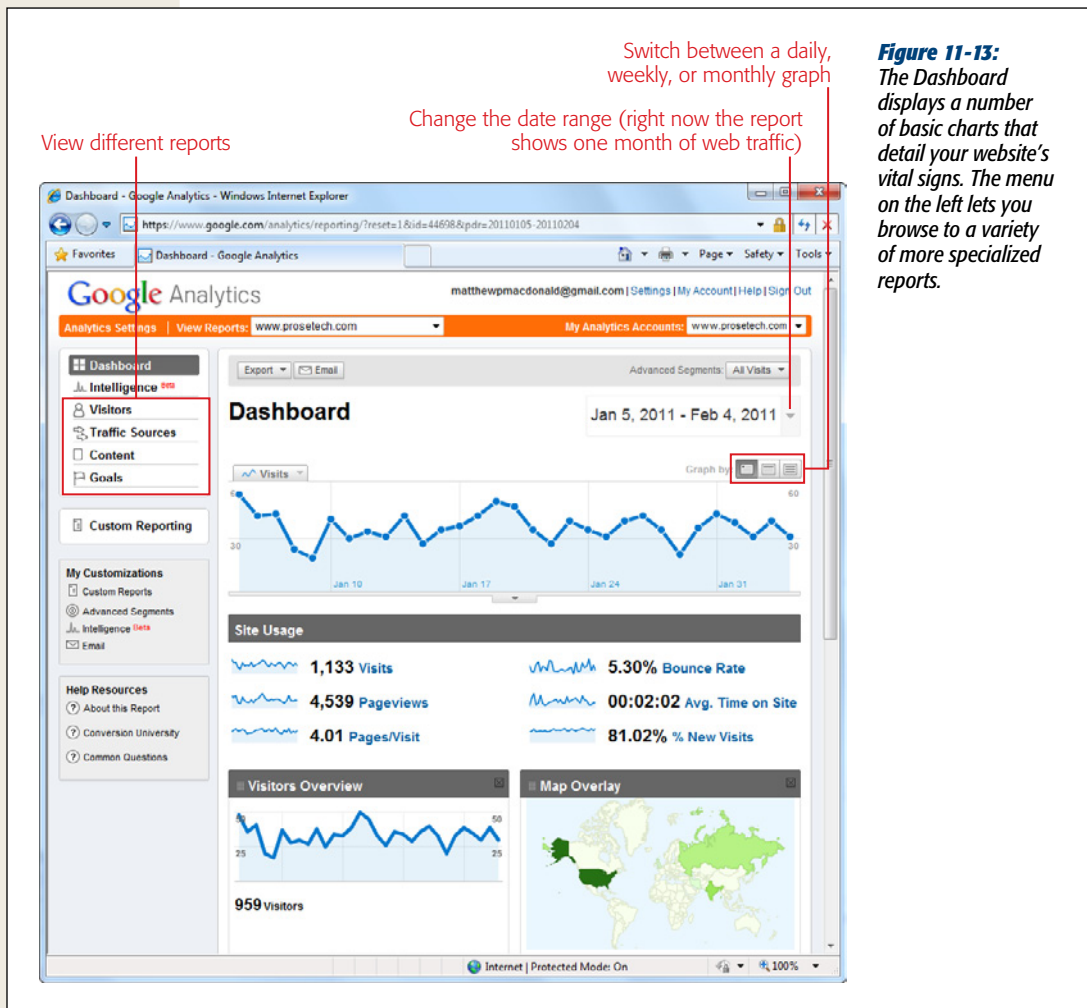 Switch between a daily,
weekly, or monthly graph
Change the date range (right now the report
shows one month of web traffic)
View different reports
Figure 11-13:
The Dashboard
displays a number
of basic charts that
detail your website's
vital signs. The menu
on the left lets you
browse to a variety
of more specialized
reports.
Dashboard - Google Analytics - Windows Internet Explorer
https://www.google.com/analytics/reporting/?reset=1&id=44698&pdr=20110105-20110204
Favorites Dashboard - Google Analytics Page Safety Tools
Google Analytics
matthewpmacdonald@gmail.com | Settings | My Account | Help | Sign Out
Analytics Settings | View Reports: www.prosetech.com My Analytics Accounts: www.prosetech.com
Dashboard
Intelligence Beta
Visitors
Traffic Sources
Content
Goals
Custom Reporting
My Customizations
Custom Reports
Advanced Segments
Intelligence Beta
Email
Help Resources
About this Report
Conversion University
Common Questions
Export Email Advanced Segments: All Visits
Dashboard
Jan 5, 2011 - Feb 4, 2011
Visits Graph by
60
30 30
Jan 10 Jan 17 Jan 24 Jan 31
Site Usage
1,133 Visits
4,539 Pageviews
4.01 Pages/Visit
5.30% Bounce Rate
00:02:02 Avg. Time on Site
81.02% % New Visits
Visitors Overview
50 50
25 25
959 Visitors
Map Overlay
Internet | Protected Mode: On 100%